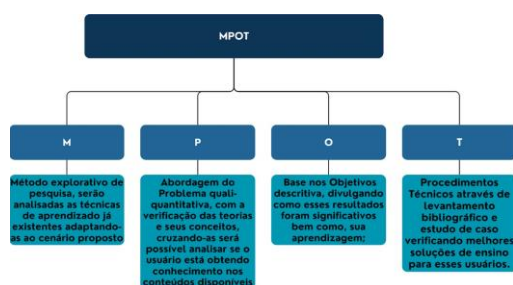 MPOT
M
P
O
T
Método explorativo de
pesquisa, serão
analisadas as técnicas
de aprendizado já
existentes adaptando-
as ao cenário proposto
Abordagem do
Problema quali-
quantitativa, com a
verificação das teorias
e seus conceitos,
cruzando-as será
possível analisar se o
usuário está obtendo
conhecimento nos
conteúdos disponíveis
Base nos Objetivos
descritiva, divulgando
como esses resultados
foram significativos
bem como, sua
aprendizagem;
Procedimentos
Técnicos através de
levantamento
bibliográfico e
estudo de caso
verificando melhores
soluções de ensino
para esses usuários.